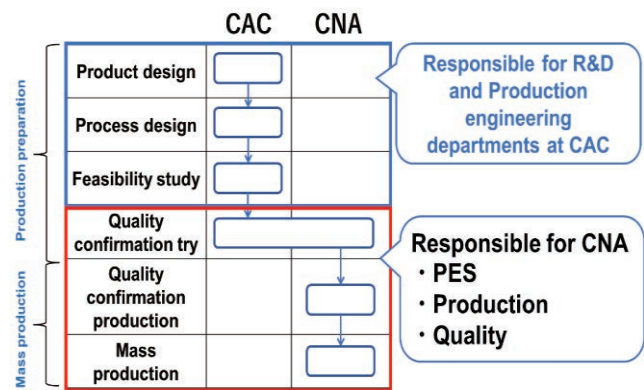 CAC CNA
Product design
Process design
Feasibility study
Quality
confirmation try
Quality
confirmation
production
Mass
production
Production preparation
Mass production
Responsible for R&D
and Production
engineering
departments at CAC
Responsible for CNA
・PES
・Production
・Quality